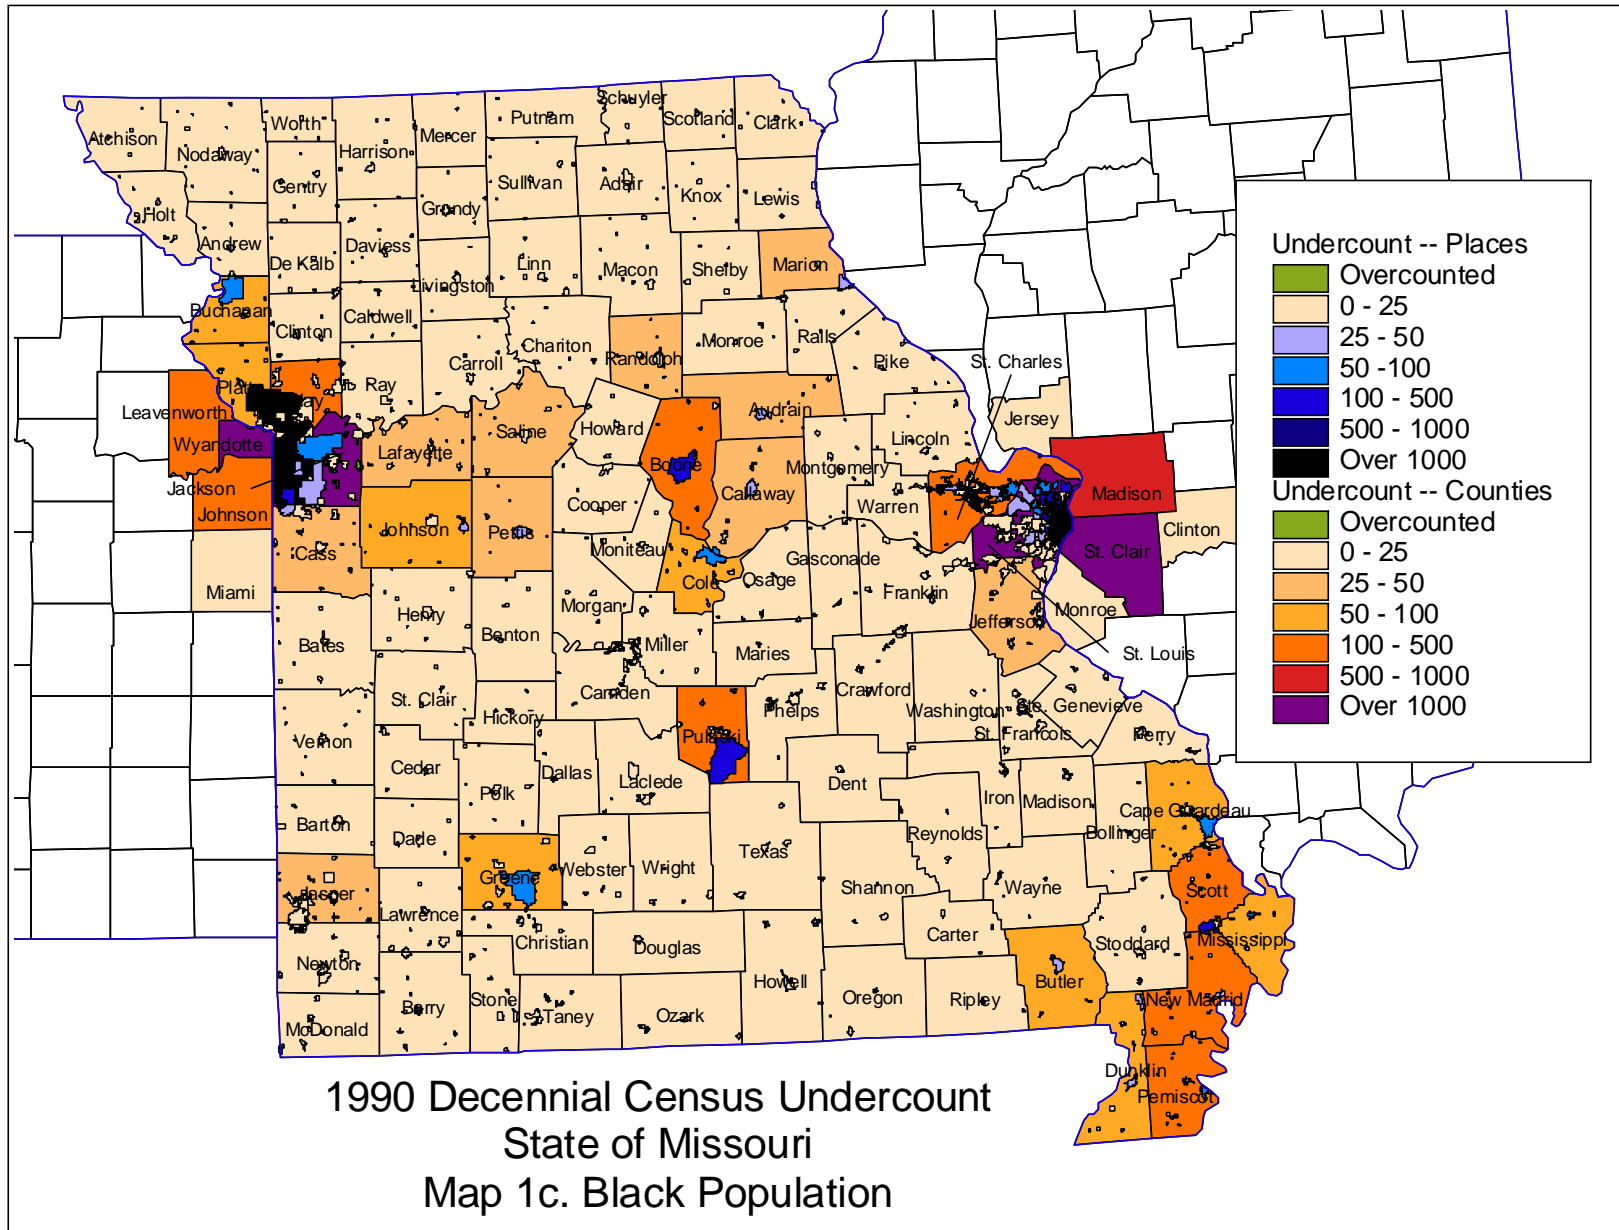 Schuyler
Putnam
Scotland
Clark
Worth
Mercer
Atchison
Harrison
Nodaway
Sullivan
Adair
Gentry
Knox
Lewis
Holt
Grundy
Andrew
Daviess
De Kalb
Linn
Macon
Shelby
Marion
Livingston
Buchanan
Caldwell
Clinton
Chariton
Monroe
Ralls
Randolph
Carroll
Pike
St. Charles
Platte
Ray
Clay
Leavenworth
Audrain
Jersey
Howard
Saline
Lincoln
Wyandotte
Lafayette
Boone
Montgomery
Jackson
Callaway
Madison
Cooper
Warren
Johnson
Johnson
Pettis
Clinton
Cass
Moniteau
St. Clair
Gasconade
Cole
Osage
Miami
Franklin
Morgan
Monroe
Henry
Jefferson
Benton
Bates
Miller
Maries
St. Louis
Camden
Crawford
St. Clair
Phelps
Washington
Ste. Genevieve
Hickory
St. Francois
Perry
Vernon
Pulaski
Cedar
Dallas
Laclede
Dent
Polk
Iron
Madison
Cape Girardeau
Barton
Dade
Reynolds
Bollinger
Texas
Webster
Wright
Greene
Jasper
Shannon
Wayne
Scott
Lawrence
Carter
Christian
Douglas
Stoddard
Mississippi
Newton
Howell
Butler
Stone
Oregon
Ripley
New Madrid
Barry
Taney
Ozark
McDonald
Dunklin
Pemiscot
Undercount -- Places
Overcounted
0 - 25
25 - 50
50 -100
100 - 500
500 - 1000
Over 1000
Undercount -- Counties
Overcounted
0 - 25
25 - 50
50 - 100
100 - 500
500 - 1000
Over 1000
1990 Decennial Census Undercount
State of Missouri
Map 1c. Black Population